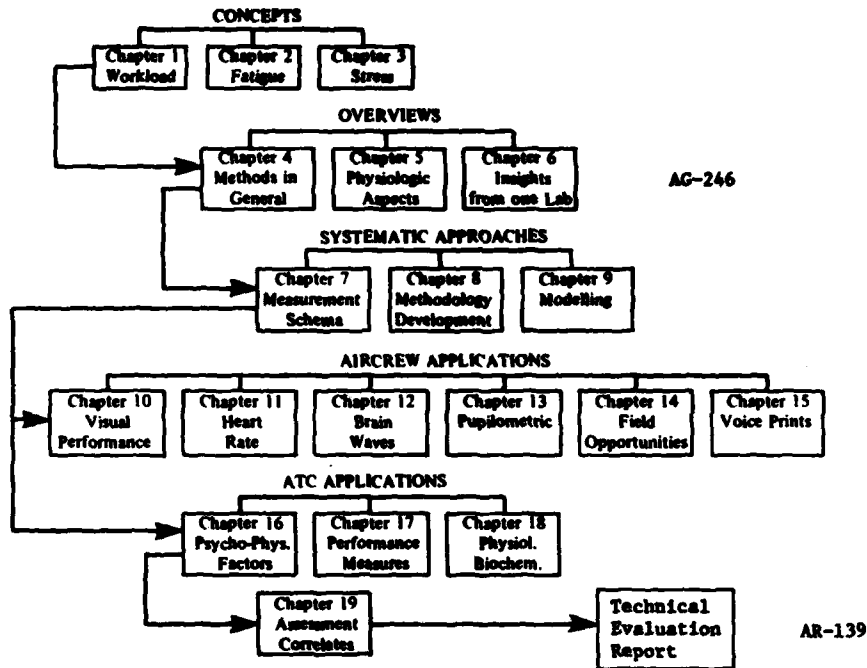 CONCEPTS
Chapter 1
Workload
Chapter 2
Fatigue
Chapter 3
Stress
OVERVIEWS
Chapter 4
Methods in
General
Chapter 5
Physiologic
Aspects
Chapter 6
Insights
from one Lab
AG-246
SYSTEMATIC APPROACHES
Chapter 7
Measurement
Schema
Chapter 8
Methodology
Development
Chapter 9
Modelling
AIRCREW APPLICATIONS
Chapter 10
Visual
Performance
Chapter 11
Heart
Rate
Chapter 12
Brain
Waves
Chapter 13
Pupilometric
Chapter 14
Field
Opportunities
Chapter 15
Voice Prints
ATC APPLICATIONS
Chapter 16
Psycho-Phys.
Factors
Chapter 17
Performance
Measures
Chapter 18
Physiol.
Biochem.
Chapter 19
Assessment
Correlates
Technical
Evaluation
Report
AR-139